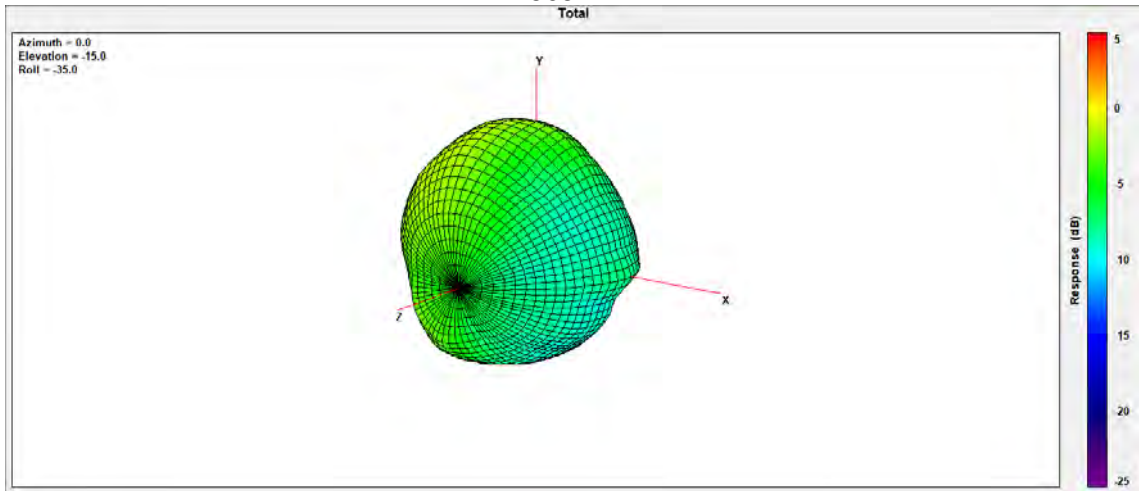 Total
Azimuth = 0.0
Elevation = -15.0
Roll = -35.0
Y
X
Z
5
0
5
10
-15
-20
-25
Response (dB)